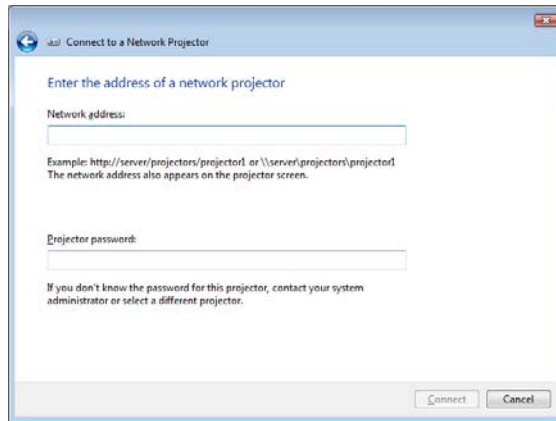 Connect to a Network Projector
Enter the address of a network projector
Network address:
Example: http://server/projectors/projector1 or \\server\projectors\projector1
The network address also appears on the projector screen.
Projector password:
If you don't know the password for this projector, contact your system
administrator or select a different projector.
Connect Cancel